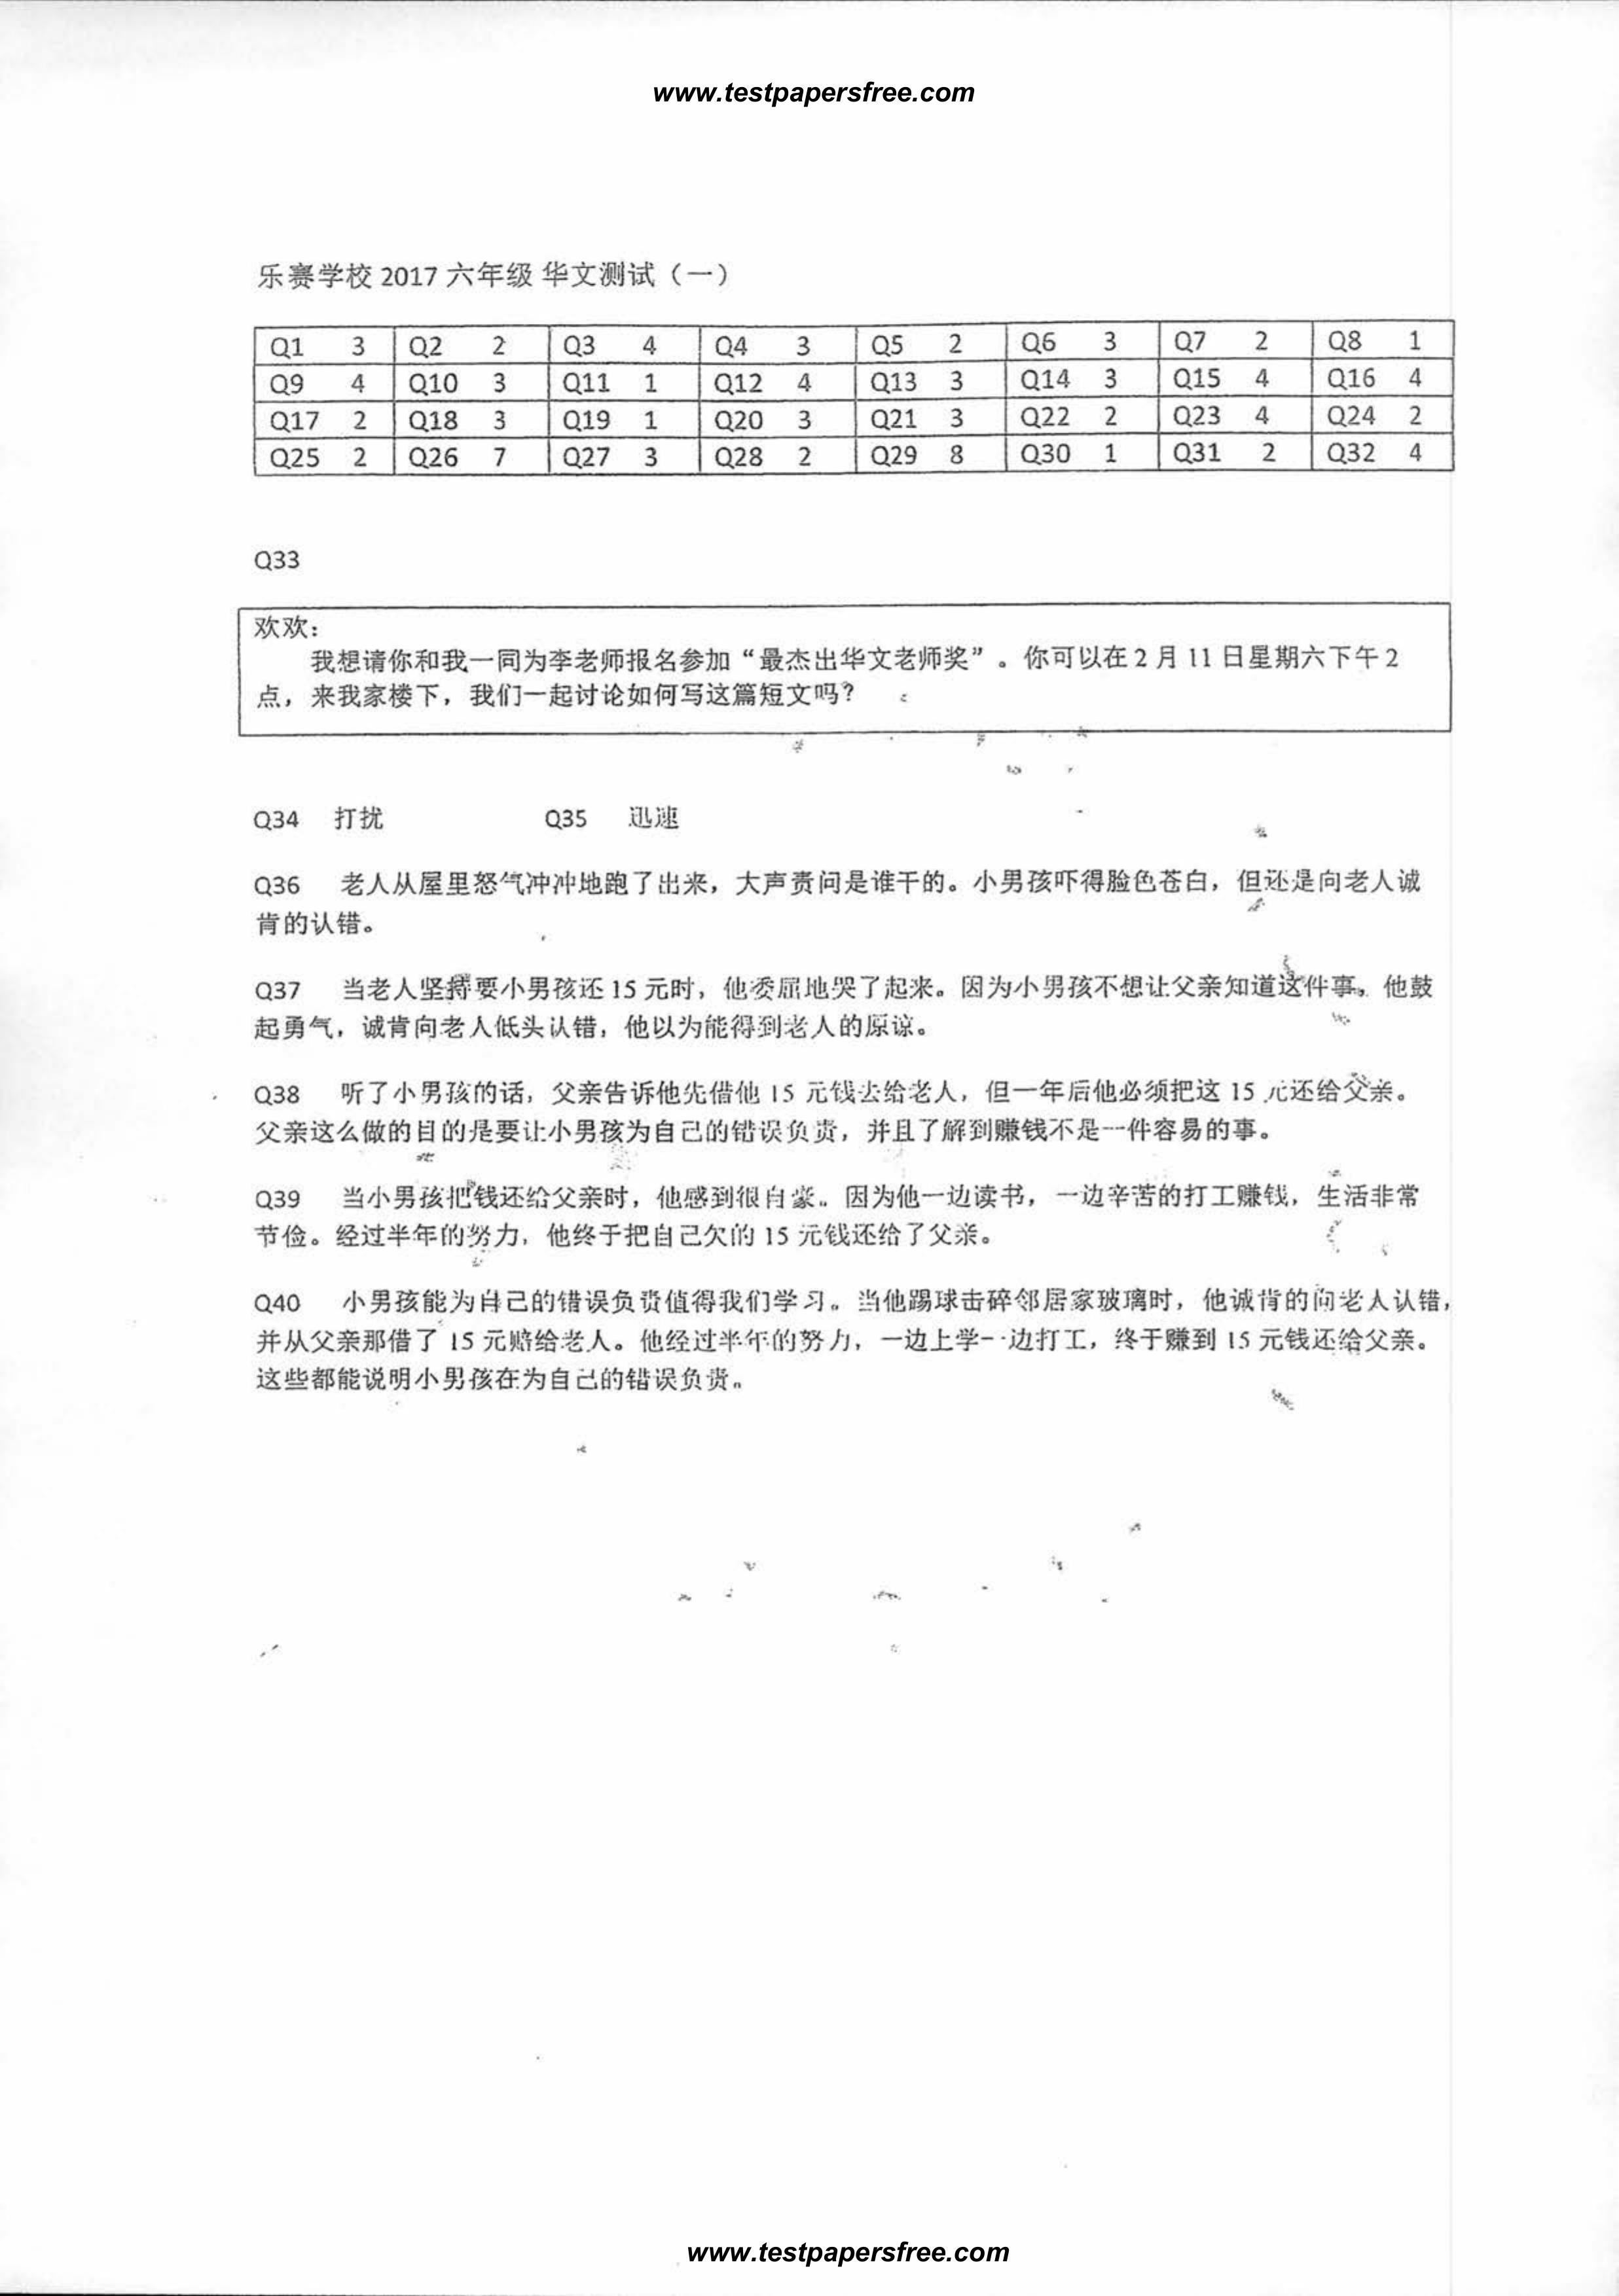 www.testpapersfree.com
乐赛学校 2017 六年级 华文测试（一）
Q1 3 Q2 2 Q3 4 Q4 3 Q5 2 Q6 3 Q7 2 Q8 1
Q9 4 Q10 3 Q11 1 Q12 4 Q13 3 Q14 3 Q15 4 Q16 4
Q17 2 Q18 3 Q19 1 Q20 3 Q21 3 Q22 2 Q23 4 Q24 2
Q25 2 Q26 7 Q27 3 Q28 2 Q29 8 Q30 1 Q31 2 Q32 4
Q33
欢欢：
我想请你和我一同为李老师报名参加“最杰出华文老师奖”。你可以在 2 月 11 日星期六下午 2
点，来我家楼下，我们一起讨论如何写这篇短文吗？
Q34 打扰 Q35 迅速
Q36 老人从屋里怒气冲冲地跑了出来，大声责问是谁干的。小男孩吓得脸色苍白，但还是向老人诚
肯的认错。
Q37 当老人坚持要小男孩还 15 元时，他委屈地哭了起来。因为小男孩不想让父亲知道这件事。他鼓
起勇气，诚肯向老人低头认错，他以为能得到老人的原谅。
Q38 听了小男孩的话，父亲告诉他先借他 15 元钱去给老人，但一年后他必须把这 15 元还给父亲。
父亲这么做的目的是要让小男孩为自己的错误负责，并且了解到赚钱不是一件容易的事。
Q39 当小男孩把钱还给父亲时，他感到很自豪。因为他一边读书，一边辛苦的打工赚钱，生活非常
节俭。经过半年的努力，他终于把自己欠的 15 元钱还给了父亲。
Q40 小男孩能为自己的错误负责值得我们学习。当他踢球击碎邻居家玻璃时，他诚肯的向老人认错，
并从父亲那借了 15 元赔给老人。他经过半年的努力，一边上学一边打工，终于赚到 15 元钱还给父亲。
这些都能说明小男孩在为自己的错误负责。
www.testpapersfree.com